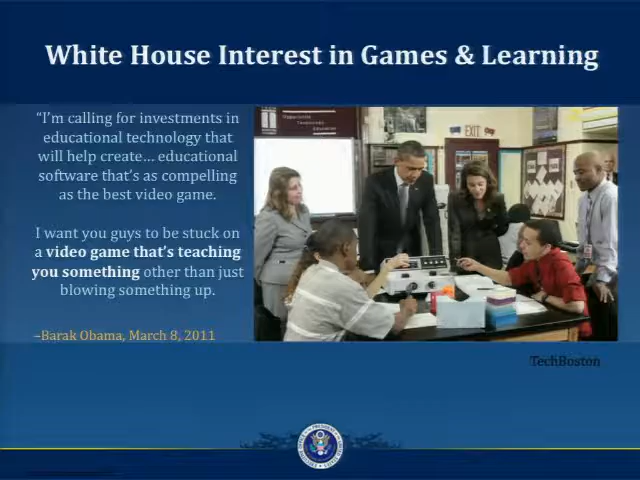 White House Interest in Games & Learning
“I’m calling for investments in
educational technology that
will help create… educational
software that’s as compelling
as the best video game.
I want you guys to be stuck on
a video game that’s teaching
you something other than just
blowing something up.
–Barak Obama, March 8, 2011
EXIT
TechBoston